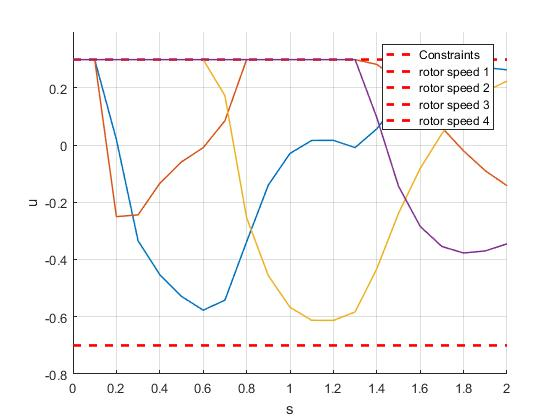 Constraints
rotor speed 1
rotor speed 2
rotor speed 3
rotor speed 4
0.2
0
-0.2
-0.4
-0.6
-0.8
u
0 0.2 0.4 0.6 0.8 1 1.2 1.4 1.6 1.8 2
s